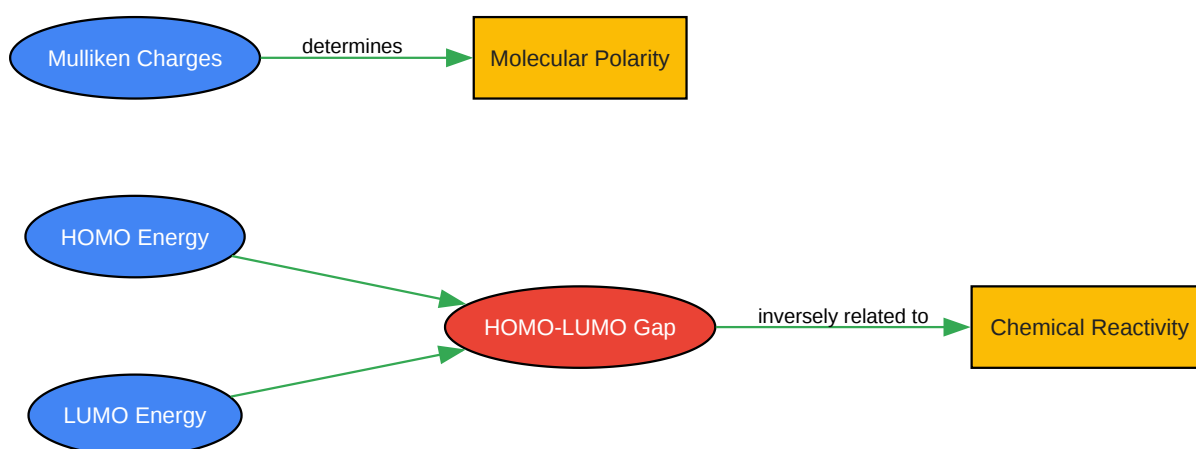 Mulliken Charges
determines
Molecular Polarity
HOMO Energy
HOMO-LUMO Gap
inversely related to
Chemical Reactivity
LUMO Energy